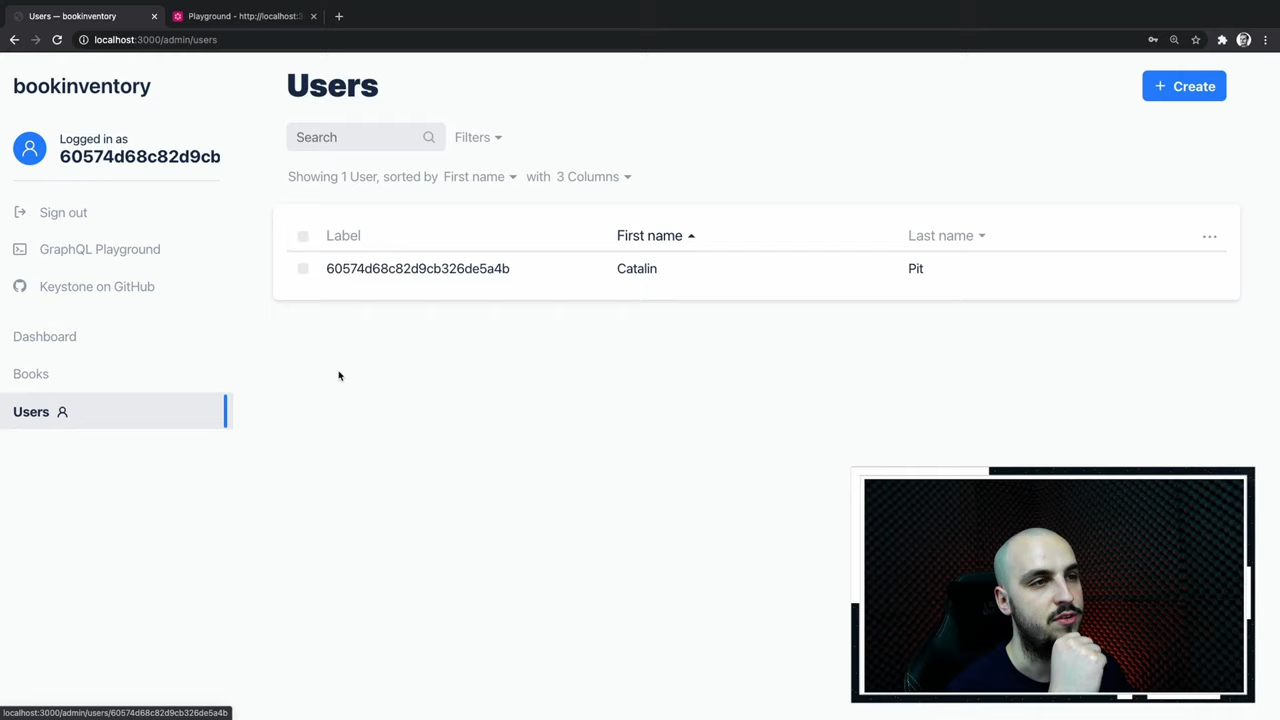 Users — bookinventory
Playground - http://localhost:3
localhost:3000/admin/users
bookinventory
Logged in as
60574d68c82d9cb
Sign out
GraphQL Playground
Keystone on GitHub
Dashboard
Books
Users
Users
Create
Search
Filters
Showing 1 User, sorted by First name with 3 Columns
Label First name Last name
60574d68c82d9cb326de5a4b Catalin Pit
localhost:3000/admin/users/60574d68c82d9cb326de5a4b